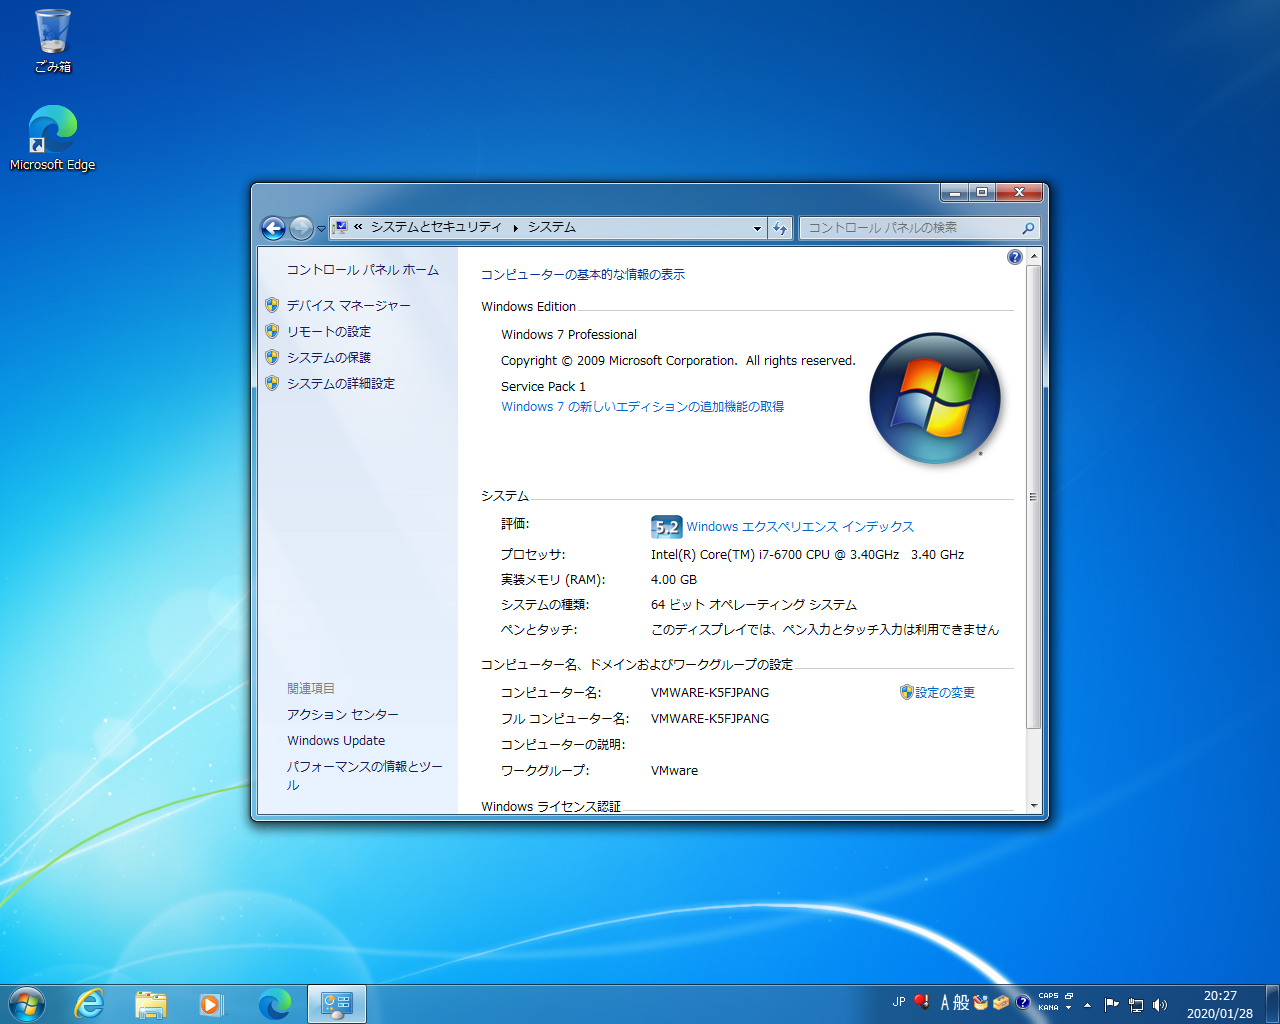 ごみ箱
Microsoft Edge
« システムとセキュリティ ▸ システム
コントロール パネルの検索
コントロール パネル ホーム
デバイス マネージャー
リモートの設定
システムの保護
システムの詳細設定
関連項目
アクション センター
Windows Update
パフォーマンスの情報とツー
ル
コンピューターの基本的な情報の表示
Windows Edition
Windows 7 Professional
Copyright © 2009 Microsoft Corporation.  All rights reserved.
Service Pack 1
Windows 7 の新しいエディションの追加機能の取得
システム
評価: 5.2 Windows エクスペリエンス インデックス
プロセッサ: Intel(R) Core(TM) i7-6700 CPU @ 3.40GHz   3.40 GHz
実装メモリ (RAM): 4.00 GB
システムの種類: 64 ビット オペレーティング システム
ペンとタッチ: このディスプレイでは、ペン入力とタッチ入力は利用できません
コンピューター名、ドメインおよびワークグループの設定
コンピューター名: VMWARE-K5FJPANG 設定の変更
フル コンピューター名: VMWARE-K5FJPANG
コンピューターの説明:
ワークグループ: VMware
Windows ライセンス認証
JP A 般 CAPS
KANA
20:27
2020/01/28